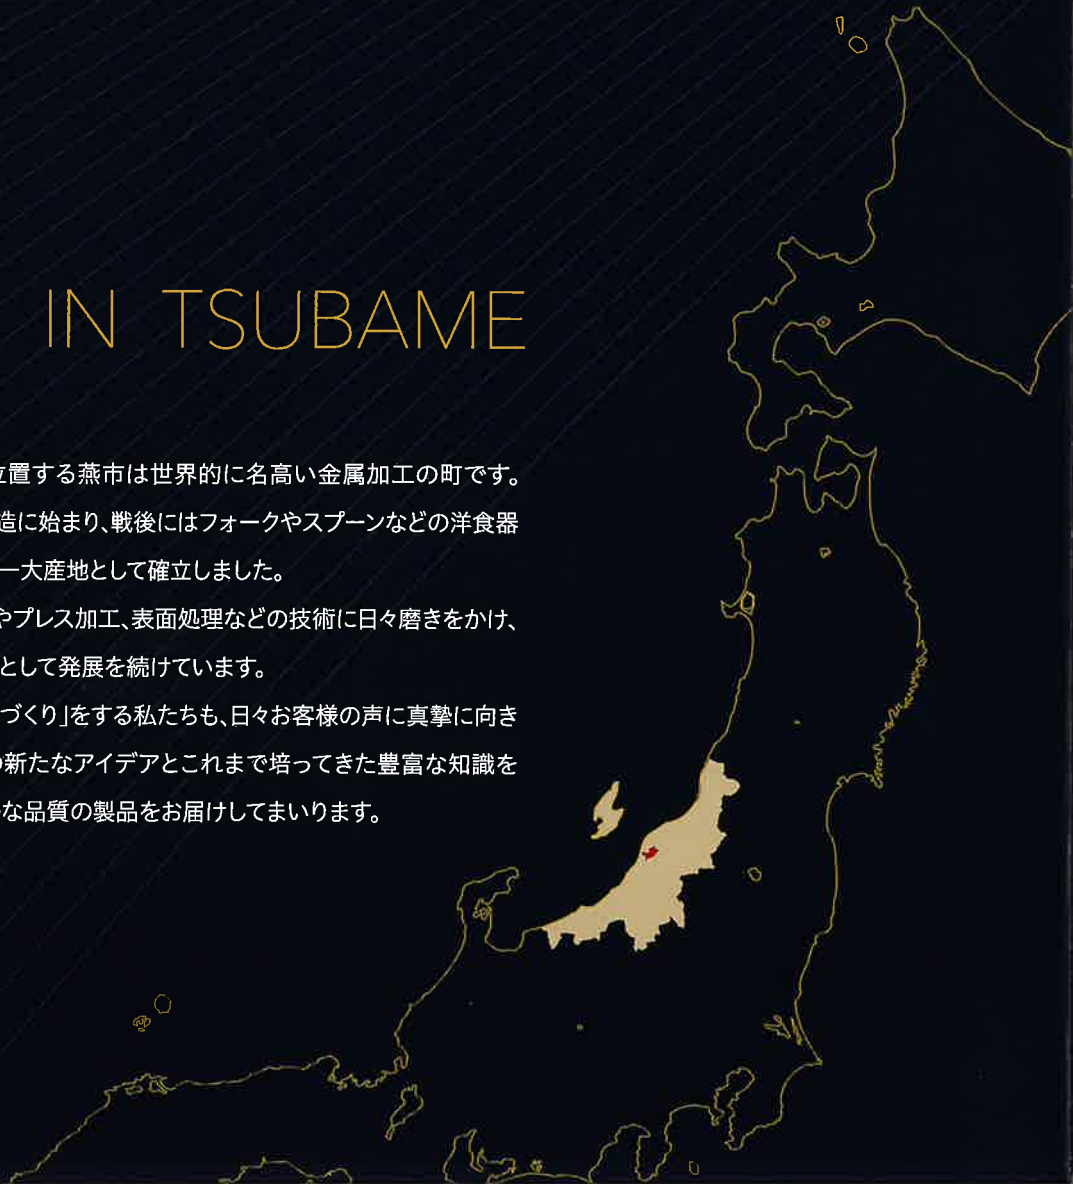 IN TSUBAME
位置する燕市は世界的に名高い金属加工の町です。
造に始まり、戦後にはフォークやスプーンなどの洋食器
一大産地として確立しました。
やプレス加工、表面処理などの技術に日々磨きをかけ、
として発展を続けています。
づくり」をする私たちも、日々お客様の声に真摯に向き
新たなアイデアとこれまで培ってきた豊富な知識を
な品質の製品をお届けしてまいります。